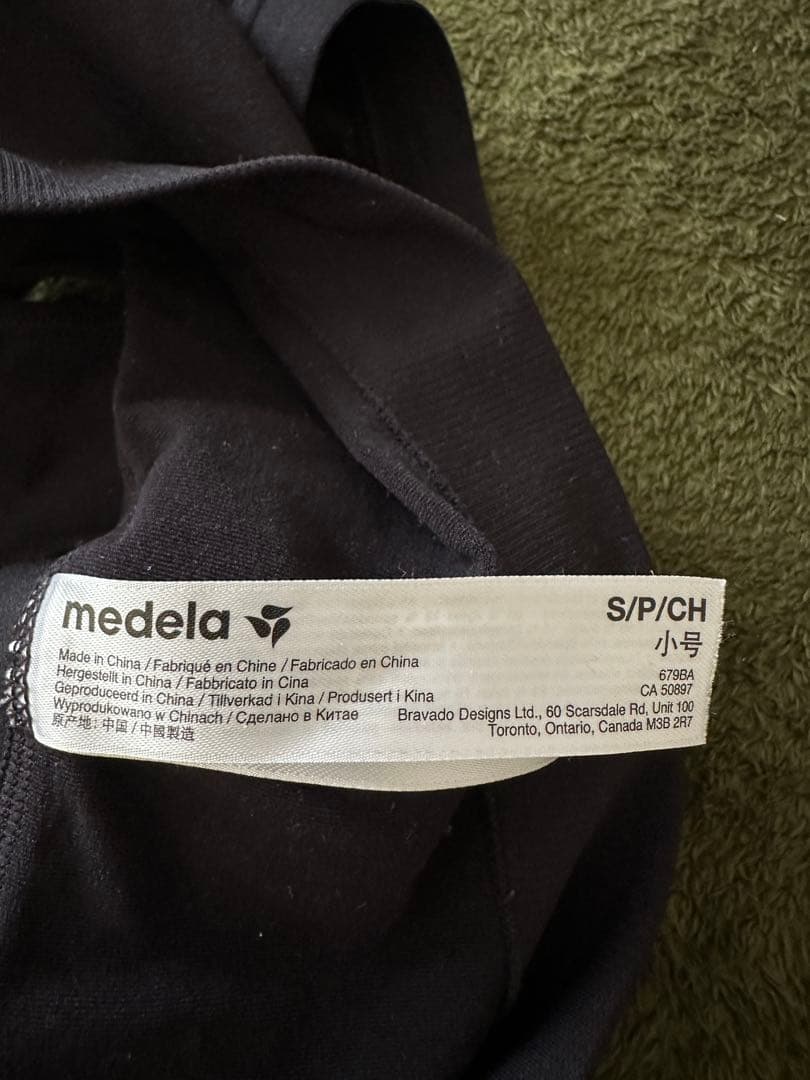 medela
S/P/CH
小号
Made in China / Fabriqué en Chine / Fabricado en China
Hergestellt in China / Fabbricato in Cina
Geproduceerd in China / Tillverkad i Kina / Produsert i Kina
Wyprodukowano w Chinach / Сделано в Китае
原产地: 中国 / 中國製造
679BA
CA 50897
Bravado Designs Ltd., 60 Scarsdale Rd, Unit 100
Toronto, Ontario, Canada M3B 2R7